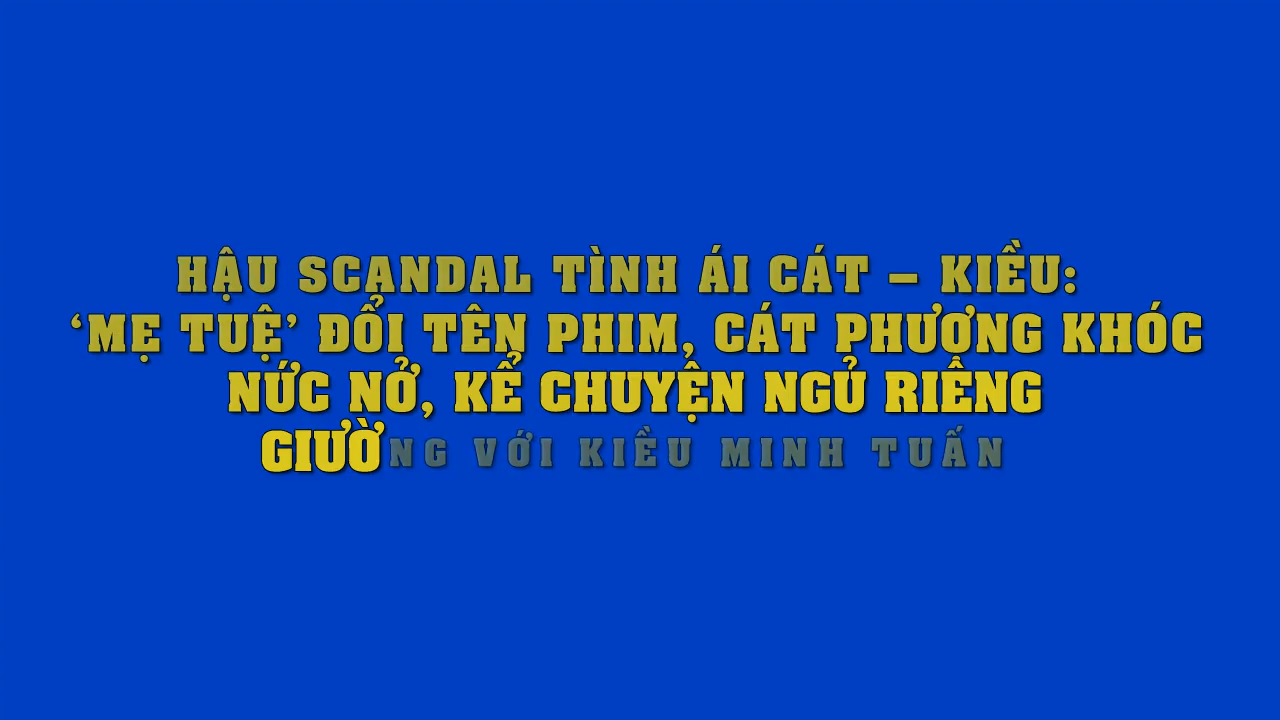 HẬU SCANDAL TÌNH ÁI CÁT – KIỀU:
‘MẸ TUỆ’ ĐỔI TÊN PHIM, CÁT PHƯỢNG KHÓC
NỨC NỞ, KỂ CHUYỆN NGỦ RIÊNG
GIƯỜNG VỚI KIỀU MINH TUẤN